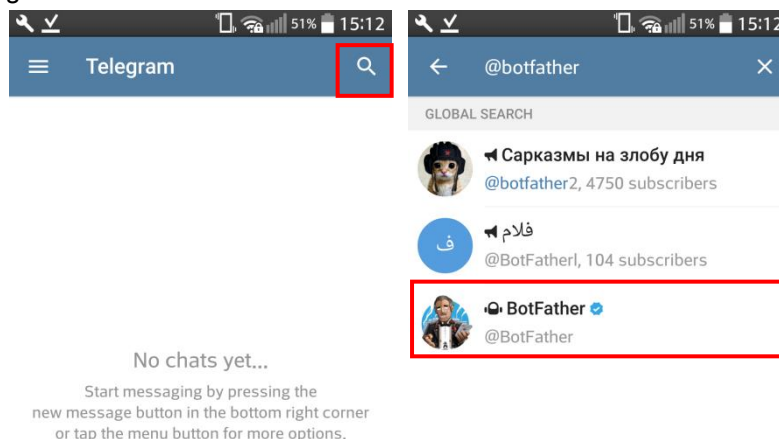 51% 15:12
Telegram
No chats yet...
Start messaging by pressing the
new message button in the bottom right corner
or tap the menu button for more options.
51% 15:12
@botfather
GLOBAL SEARCH
Сарказмы на злобу дня
@botfather2, 4750 subscribers
ف
فلام
@BotFatherl, 104 subscribers
BotFather
@BotFather